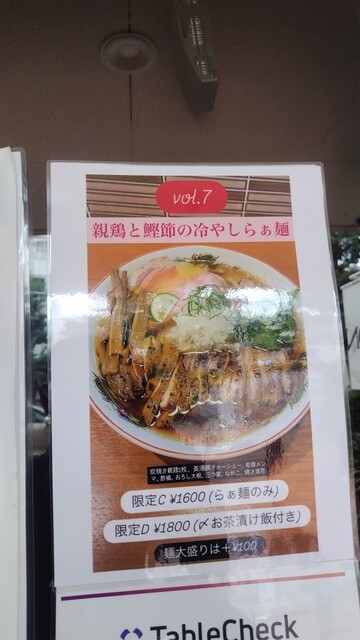 vol.7
親鶏と鰹節の冷やしらぁ麺
限定C ¥1600 (らぁ麺のみ)
限定D ¥1800 (〆お茶漬け飯付き)
麺大盛りは＋¥100
TableCheck